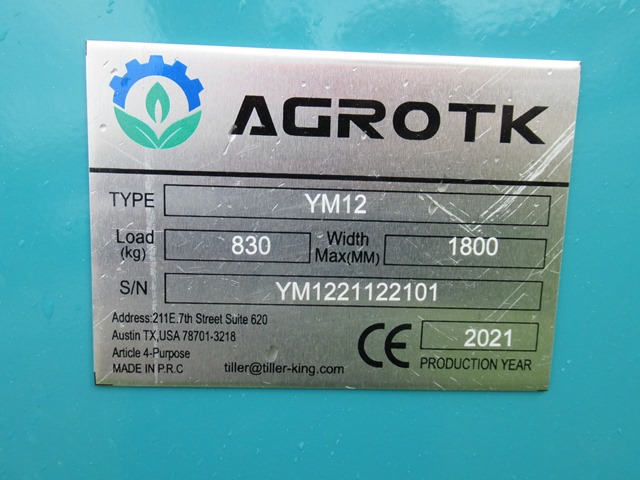 AGROTK
TYPE YM12
Load (kg) 830 Width Max(MM) 1800
S/N YM1221122101
Address:211E.7th Street Suite 620
Austin TX,USA 78701-3218
Article 4-Purpose
MADE IN P.R.C tiller@tiller-king.com
CE 2021
PRODUCTION YEAR